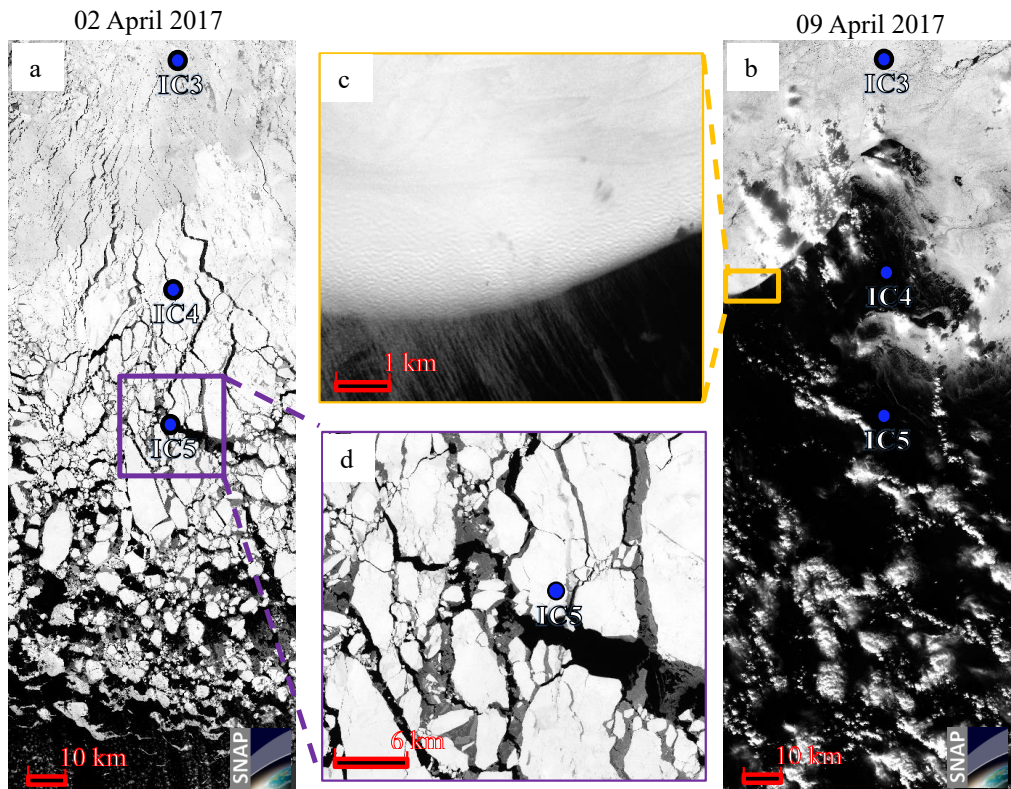 02 April 2017
09 April 2017
a
IC3
IC4
IC5
10 km
SNAP
c
1 km
d
IC5
6 km
b
IC3
IC4
IC5
10 km
SNAP